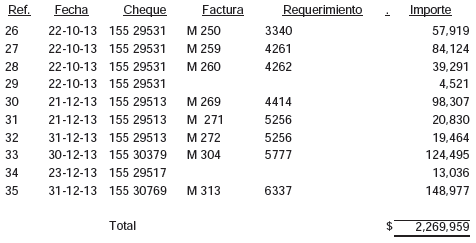 Ref. Fecha Cheque Factura Requerimiento . Importe
26 22-10-13 155 29531 M 250 3340 57,919
27 22-10-13 155 29531 M 259 4261 84,124
28 22-10-13 155 29531 M 260 4262 39,291
29 22-10-13 155 29531 4,521
30 21-12-13 155 29513 M 269 4414 98,307
31 21-12-13 155 29513 M 271 5256 20,830
32 31-12-13 155 29513 M 272 5256 19,464
33 30-12-13 155 30379 M 304 5777 124,495
34 23-12-13 155 29517 13,036
35 31-12-13 155 30769 M 313 6337 148,977
Total $ 2,269,959